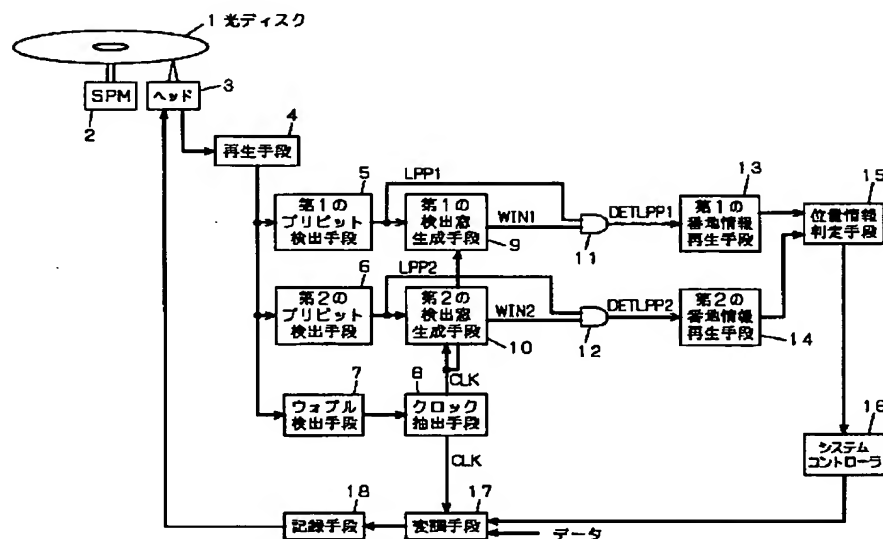 1 光ディスク
SPM
2
ヘッド
3
4
再生手段
5
第1の
プリピット
検出手段
LPP1
第1の
検出窓
生成手段
9
WIN1
11
DETLPP1
13
第1の
番地情報
再生手段
15
位置情報
判定手段
6
第2の
プリピット
検出手段
LPP2
第2の
検出窓
生成手段
10
WIN2
12
DETLPP2
第2の
番地情報
再生手段
14
7
ウォブル
検出手段
8
クロック
抽出手段
CLK
CLK
16
システム
コントローラ
18
記録手段
17
変調手段
データ